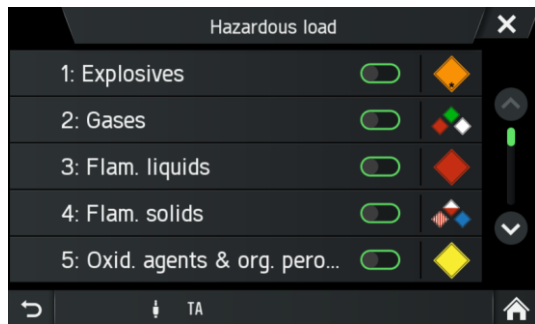 Hazardous load
1: Explosives
2: Gases
3: Flam. liquids
4: Flam. solids
5: Oxid. agents & org. pero...
TA